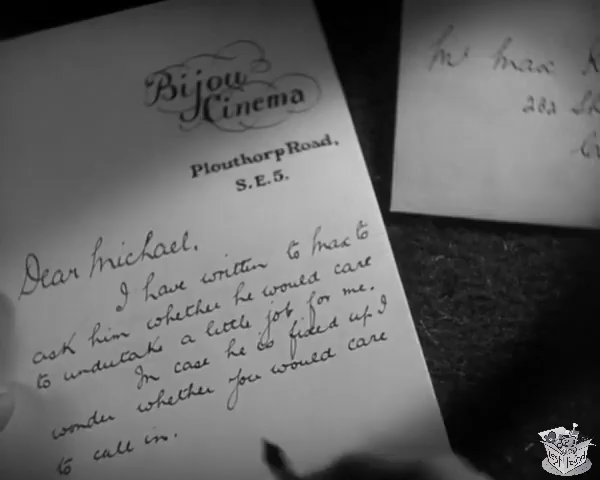 Bijou
Cinema
Plouthorp Road,
S.E.5.
Dear Michael,
I have written to Max to
ask him whether he would care
to undertake a little job for me.
In case he is fixed up I
wonder whether you would care
to call in.
Mr Max